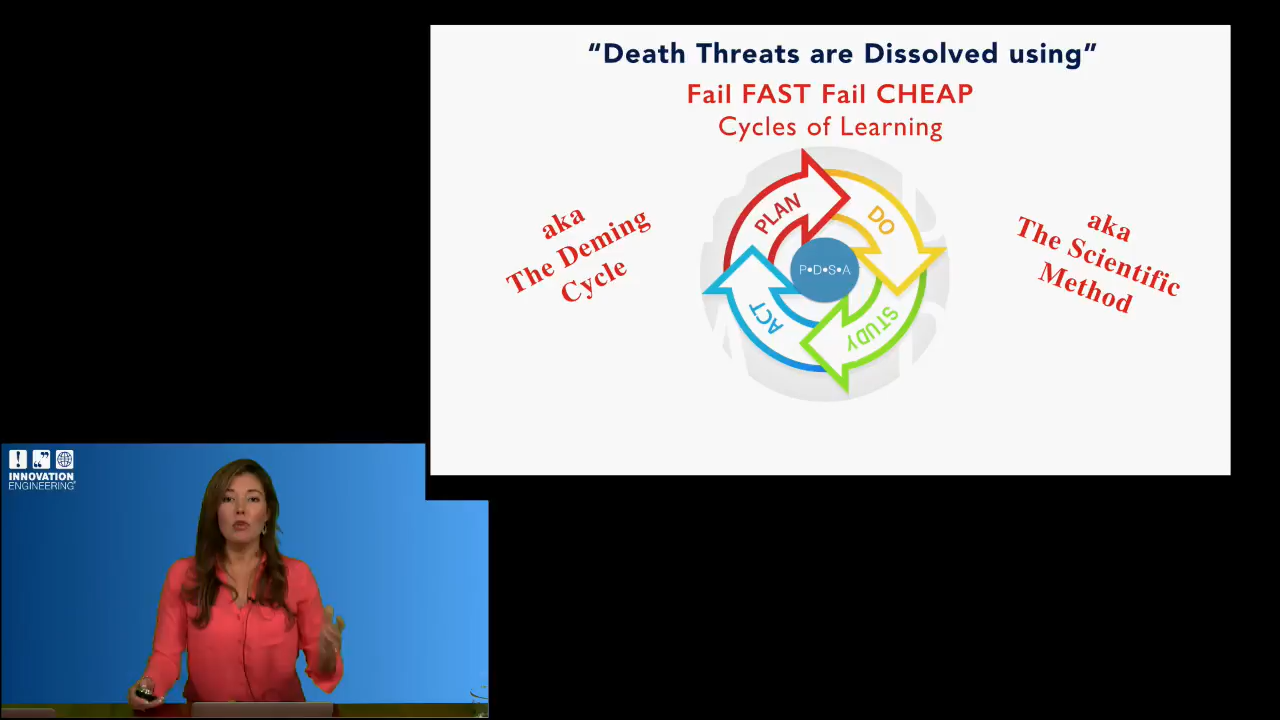 “Death Threats are Dissolved using”
Fail FAST Fail CHEAP
Cycles of Learning
aka
The Deming
Cycle
PLAN
DO
P•D•S•A
STUDY
ACT
aka
The Scientific
Method
INNOVATION
ENGINEERING